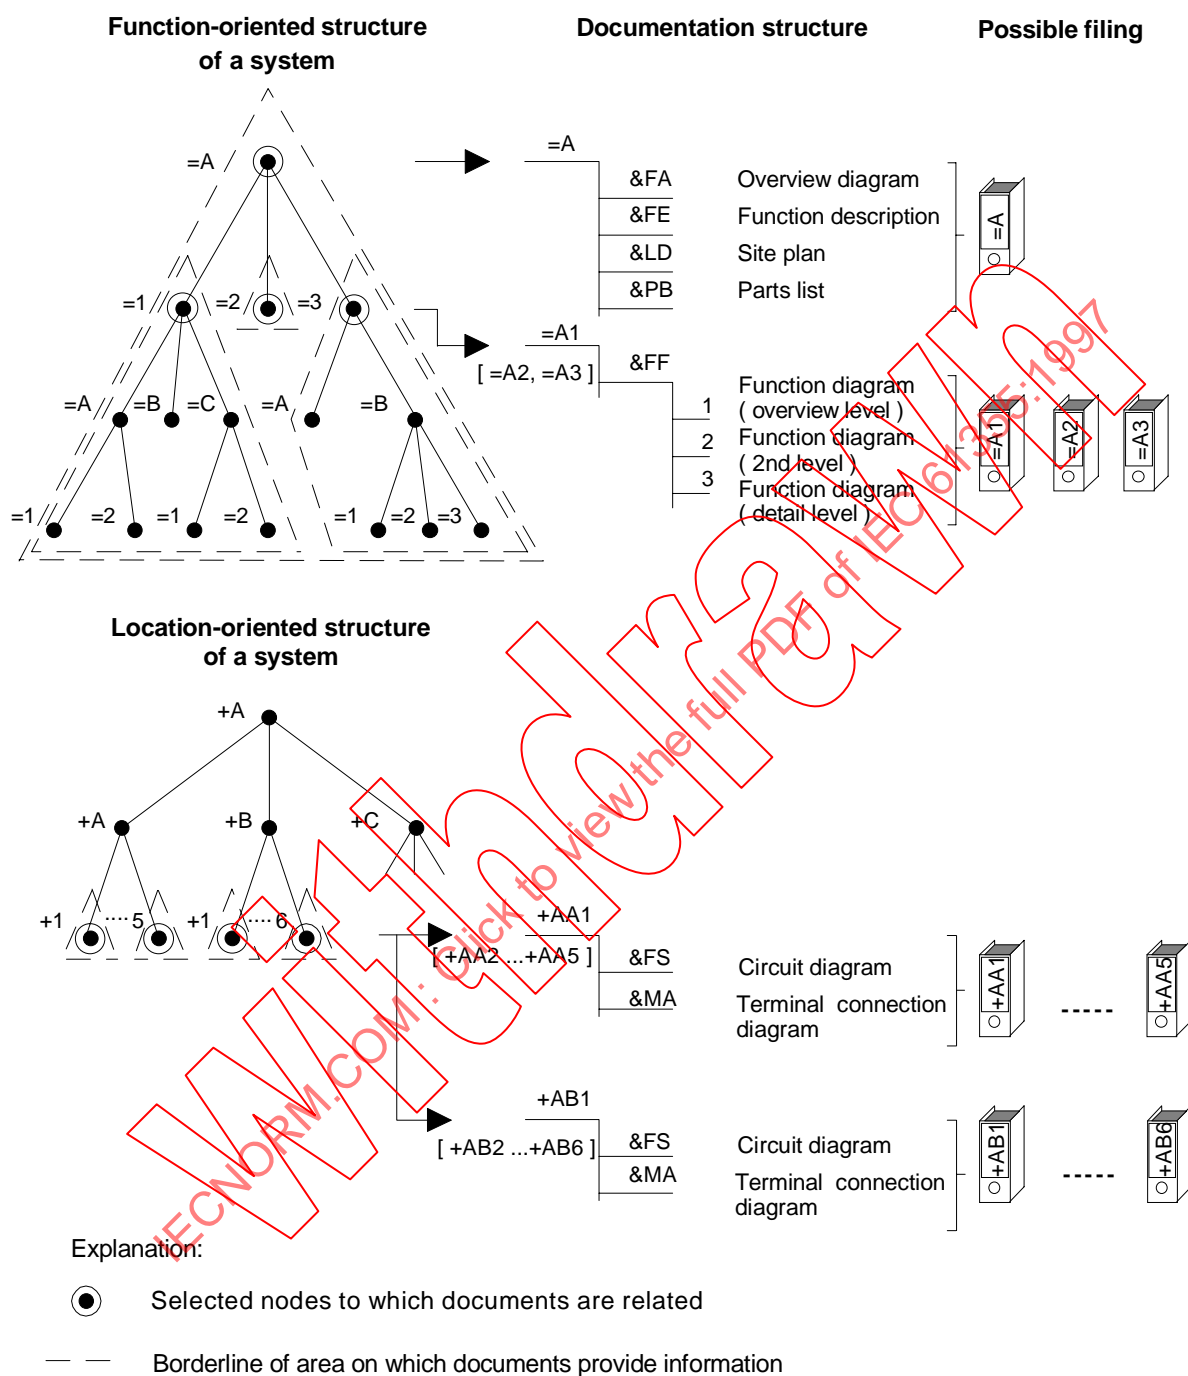 Function-oriented structure
of a system
Documentation structure
Possible filing
=A
=A
&FA Overview diagram
&FE Function description
&LD Site plan
&PB Parts list
=A
=1 =2 =3
=A1
[ =A2, =A3 ]
&FF
1 Function diagram
( overview level )
2 Function diagram
( 2nd level )
3 Function diagram
( detail level )
=A1 =A2 =A3
=A =B =C =A =B
=1 =2 =1 =2 =1 =2 =3
Location-oriented structure
of a system
+A
+A +B +C
+1 ....5 +1 ....6
+AA1
[ +AA2 ...+AA5 ]
&FS Circuit diagram
&MA Terminal connection
diagram
+AA1 ----- +AA5
+AB1
[ +AB2 ...+AB6 ]
&FS Circuit diagram
&MA Terminal connection
diagram
+AB1 ----- +AB6
Explanation:
Selected nodes to which documents are related
Borderline of area on which documents provide information
Withdrawn
IECNORM.COM : Click to view the full PDF of IEC 61355:1997